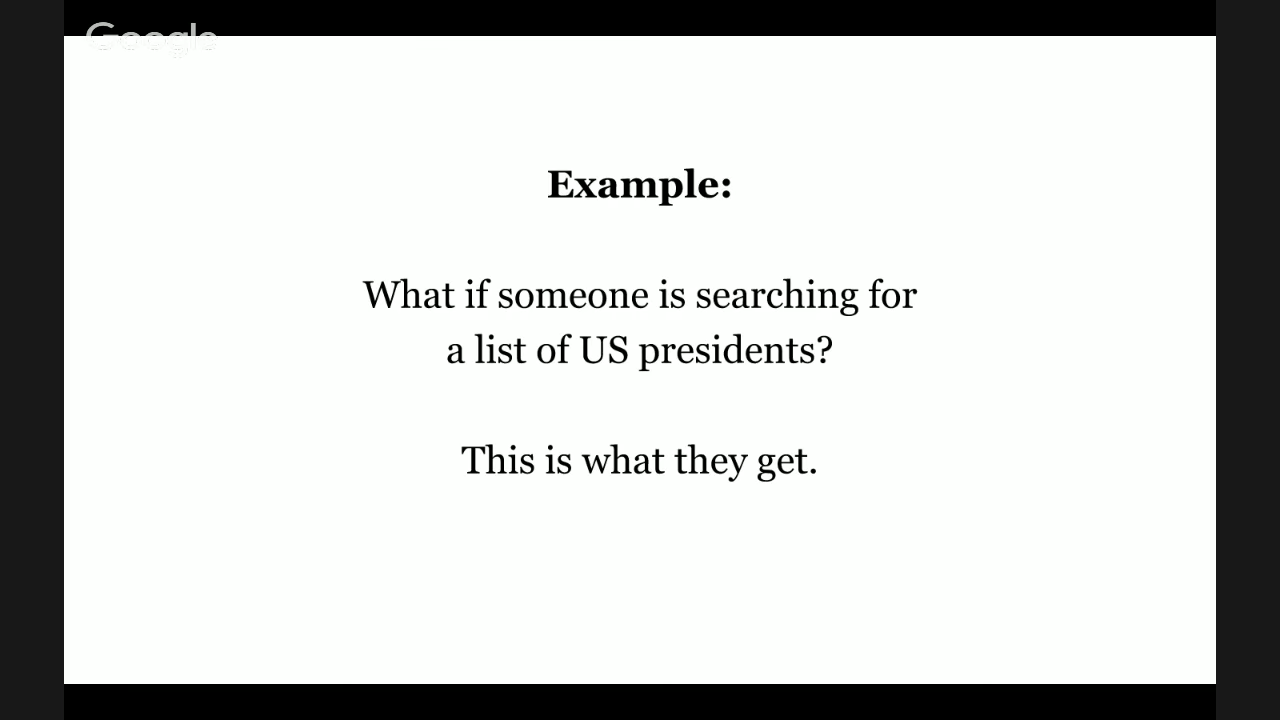 Google
Example:
What if someone is searching for
a list of US presidents?
This is what they get.